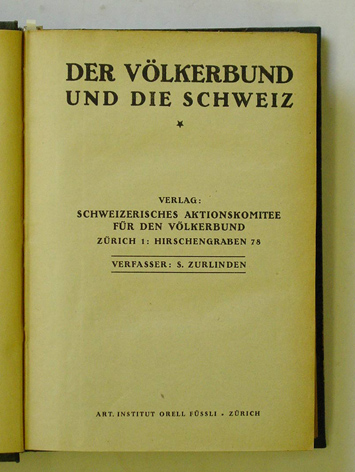 DER VÖLKERBUND
UND DIE SCHWEIZ
VERLAG:
SCHWEIZERISCHES AKTIONSKOMITEE
FÜR DEN VÖLKERBUND
ZÜRICH 1: HIRSCHENGRABEN 78
VERFASSER: S. ZURLINDEN
ART. INSTITUT ORELL FÜSSLI • ZÜRICH